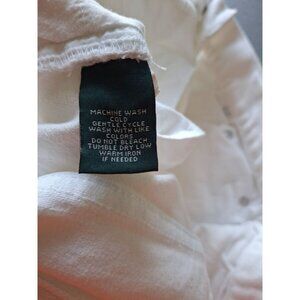 MACHINE WASH
COLD
GENTLE CYCLE
WASH WITH LIKE
COLORS
DO NOT BLEACH
TUMBLE DRY LOW
WARM IRON
IF NEEDED